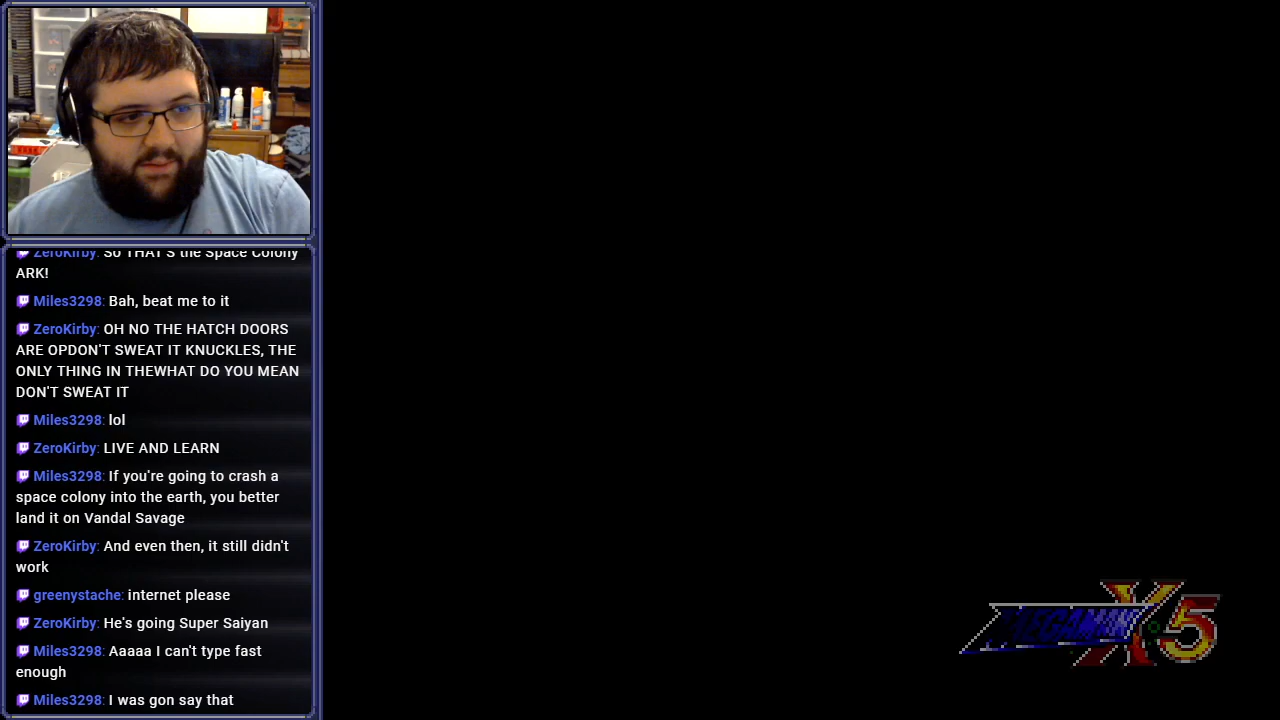 ZeroKirby: So THAT's the Space Colony
ARK!
Miles3298: Bah, beat me to it
ZeroKirby: OH NO THE HATCH DOORS
ARE OPDON'T SWEAT IT KNUCKLES, THE
ONLY THING IN THEWHAT DO YOU MEAN
DON'T SWEAT IT
Miles3298: lol
ZeroKirby: LIVE AND LEARN
Miles3298: If you're going to crash a
space colony into the earth, you better
land it on Vandal Savage
ZeroKirby: And even then, it still didn't
work
greenystache: internet please
ZeroKirby: He's going Super Saiyan
Miles3298: Aaaaa I can't type fast
enough
Miles3298: I was gon say that
MEGAMAN X5